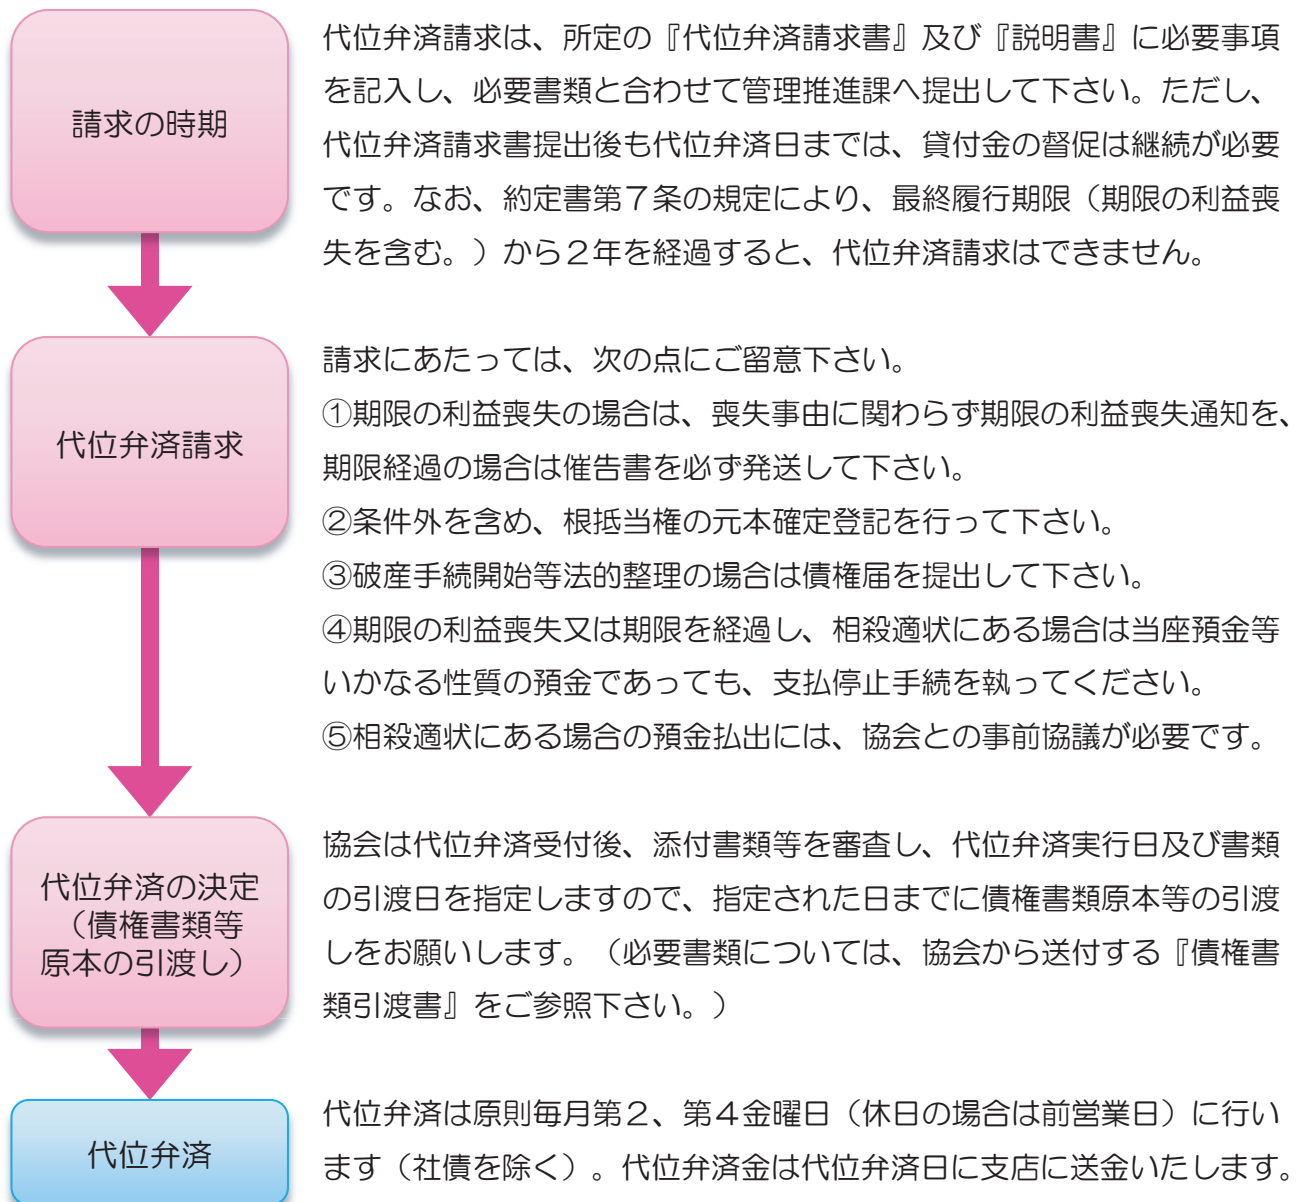 請求の時期
代位弁済請求は、所定の『代位弁済請求書』及び『説明書』に必要事項
を記入し、必要書類と合わせて管理推進課へ提出して下さい。ただし、
代位弁済請求書提出後も代位弁済日までは、貸付金の督促は継続が必要
です。なお、約定書第７条の規定により、最終履行期限（期限の利益喪
失を含む。）から２年を経過すると、代位弁済請求はできません。
代位弁済請求
請求にあたっては、次の点にご留意下さい。
①期限の利益喪失の場合は、喪失事由に関わらず期限の利益喪失通知を、
期限経過の場合は催告書を必ず発送して下さい。
②条件外を含め、根抵当権の元本確定登記を行って下さい。
③破産手続開始等法的整理の場合は債権届を提出して下さい。
④期限の利益喪失又は期限を経過し、相殺適状にある場合は当座預金等
いかなる性質の預金であっても、支払停止手続を執ってください。
⑤相殺適状にある場合の預金払出には、協会との事前協議が必要です。
代位弁済の決定
（債権書類等
原本の引渡し）
協会は代位弁済受付後、添付書類等を審査し、代位弁済実行日及び書類
の引渡日を指定しますので、指定された日までに債権書類原本等の引渡
しをお願いします。（必要書類については、協会から送付する『債権書
類引渡書』をご参照下さい。）
代位弁済
代位弁済は原則毎月第２、第４金曜日（休日の場合は前営業日）に行い
ます（社債を除く）。代位弁済金は代位弁済日に支店に送金いたします。